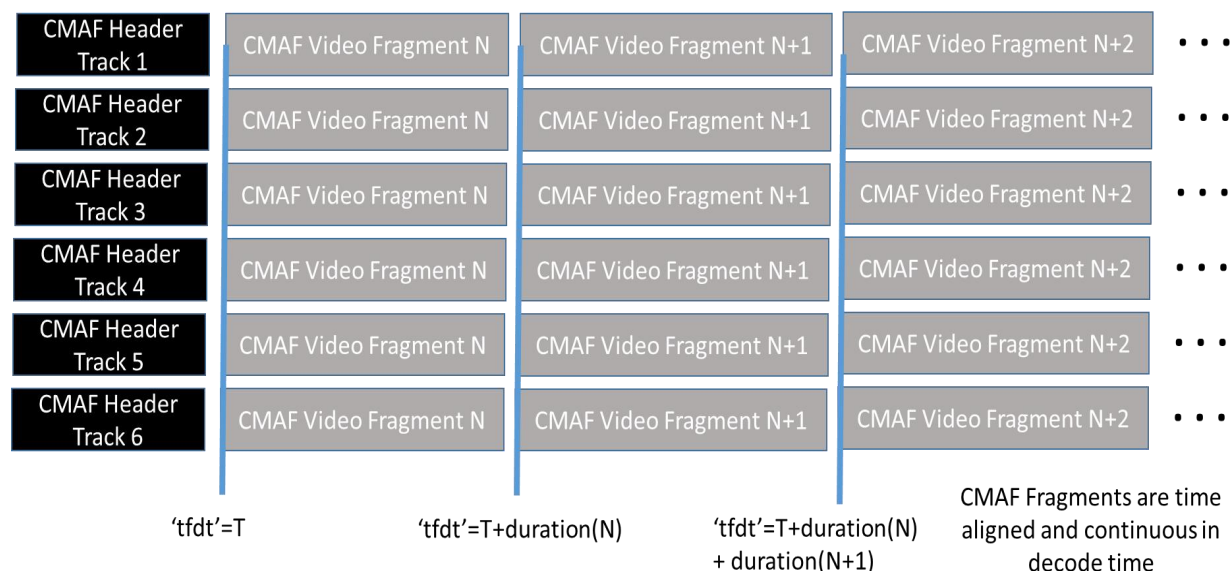 CMAF Header
Track 1
CMAF Video Fragment N
CMAF Video Fragment N+1
CMAF Video Fragment N+2
. . .
CMAF Header
Track 2
CMAF Video Fragment N
CMAF Video Fragment N+1
CMAF Video Fragment N+2
. . .
CMAF Header
Track 3
CMAF Video Fragment N
CMAF Video Fragment N+1
CMAF Video Fragment N+2
. . .
CMAF Header
Track 4
CMAF Video Fragment N
CMAF Video Fragment N+1
CMAF Video Fragment N+2
. . .
CMAF Header
Track 5
CMAF Video Fragment N
CMAF Video Fragment N+1
CMAF Video Fragment N+2
. . .
CMAF Header
Track 6
CMAF Video Fragment N
CMAF Video Fragment N+1
CMAF Video Fragment N+2
. . .
‘tfdt’=T
‘tfdt’=T+duration(N)
‘tfdt’=T+duration(N)
+ duration(N+1)
CMAF Fragments are time
aligned and continuous in
decode time